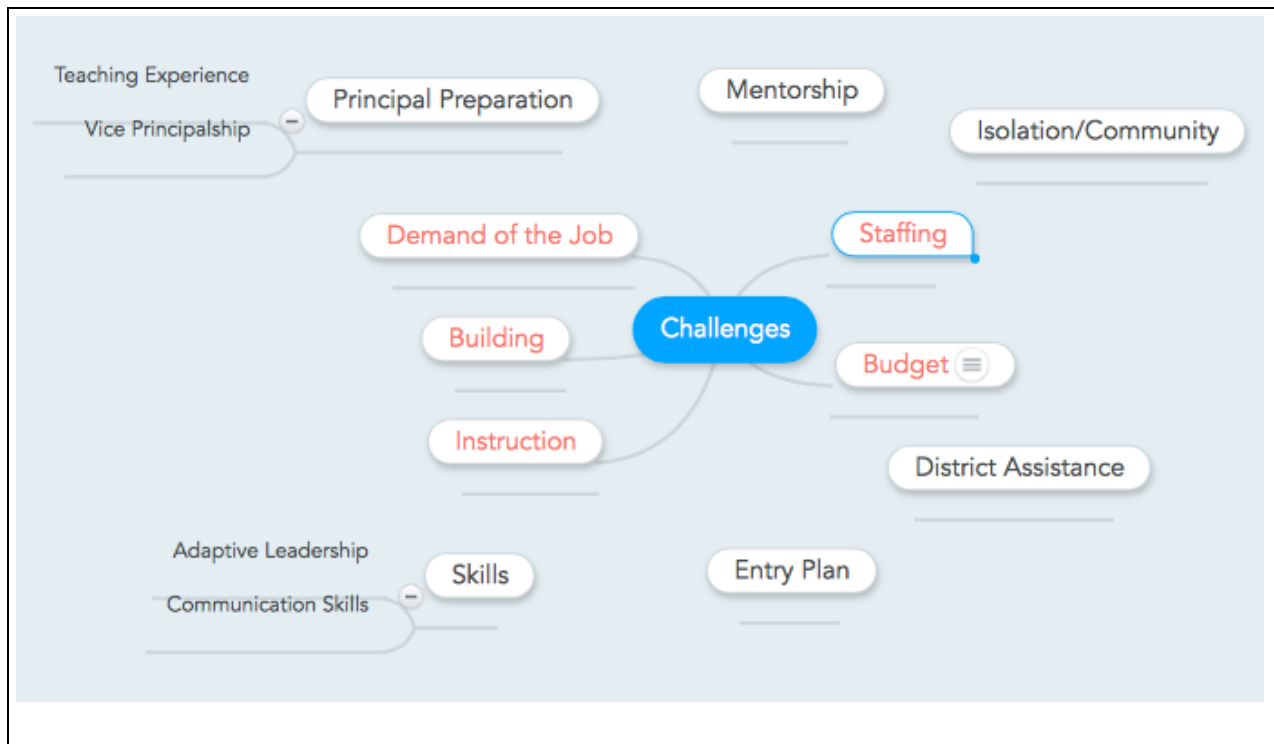 Teaching Experience
Vice Principalship
Principal Preparation
Mentorship
Isolation/Community
Demand of the Job
Staffing
Building
Challenges
Budget
Instruction
District Assistance
Adaptive Leadership
Communication Skills
Skills
Entry Plan